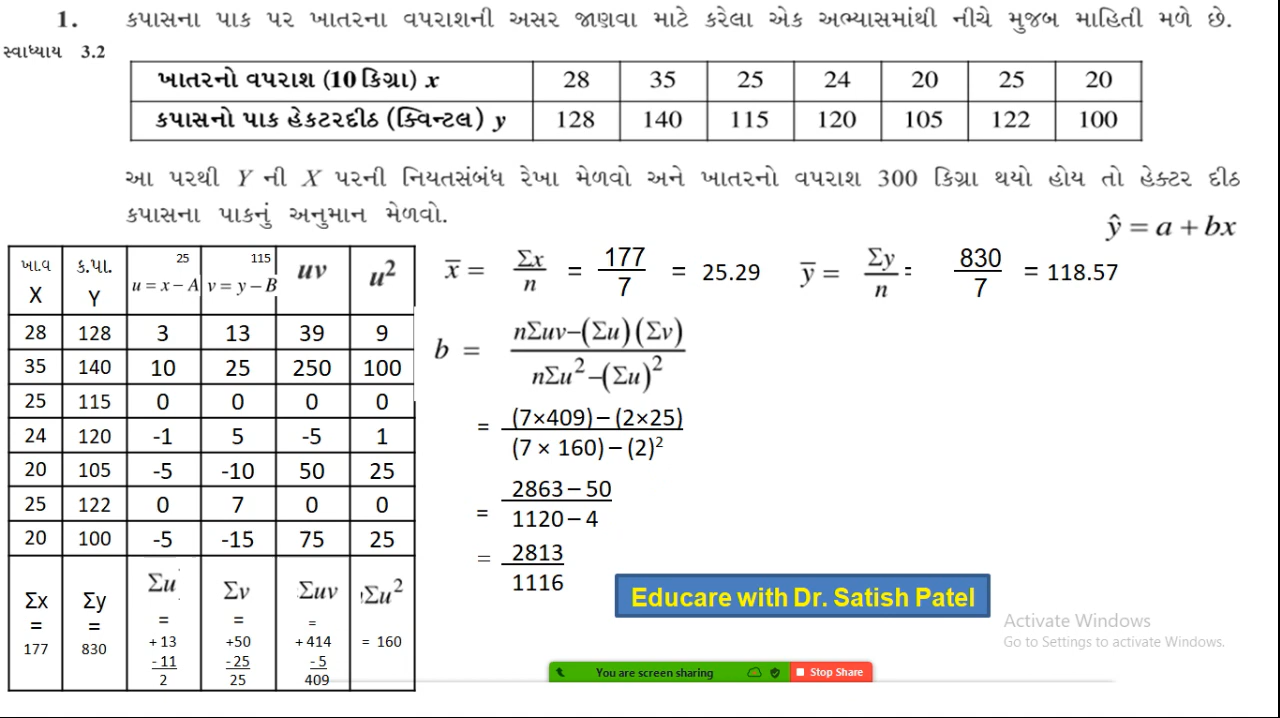 1. કપાસના પાક પર ખાતરના વપરાશની અસર જાણવા માટે કરેલા એક અભ્યાસમાંથી નીચે મુજબ માહિતી મળે છે.
સ્વાધ્યાય 3.2
ખાતરનો વપરાશ (10 કિગ્રા) x 28 35 25 24 20 25 20
કપાસનો પાક હેકટરદીઠ (ક્વિન્ટલ) y 128 140 115 120 105 122 100
આ પરથી Y ની X પરની નિયતસંબંધ રેખા મેળવો અને ખાતરનો વપરાશ 300 કિગ્રા થયો હોય તો હેક્ટર દીઠ
કપાસના પાકનું અનુમાન મેળવો.
ŷ = a + bx
ખા.વ X ક.પા. Y 25 u = x − A 115 v = y − B uv u²
28 128 3 13 39 9
35 140 10 25 250 100
25 115 0 0 0 0
24 120 -1 5 -5 1
20 105 -5 -10 50 25
25 122 0 7 0 0
20 100 -5 -15 75 25
Σx = 177
Σy = 830
Σu = + 13 - 11 2
Σv = +50 - 25 25
Σuv = + 414 - 5 409
Σu² = 160
x̄ = Σx/n = 177/7 = 25.29
ȳ = Σy/n = 830/7 = 118.57
b = nΣuv−(Σu)(Σv) / nΣu²−(Σu)²
= (7×409) – (2×25) / (7 × 160) – (2)²
= 2863 – 50 / 1120 – 4
= 2813 / 1116
Educare with Dr. Satish Patel
Activate Windows
Go to Settings to activate Windows.
You are screen sharing Stop Share